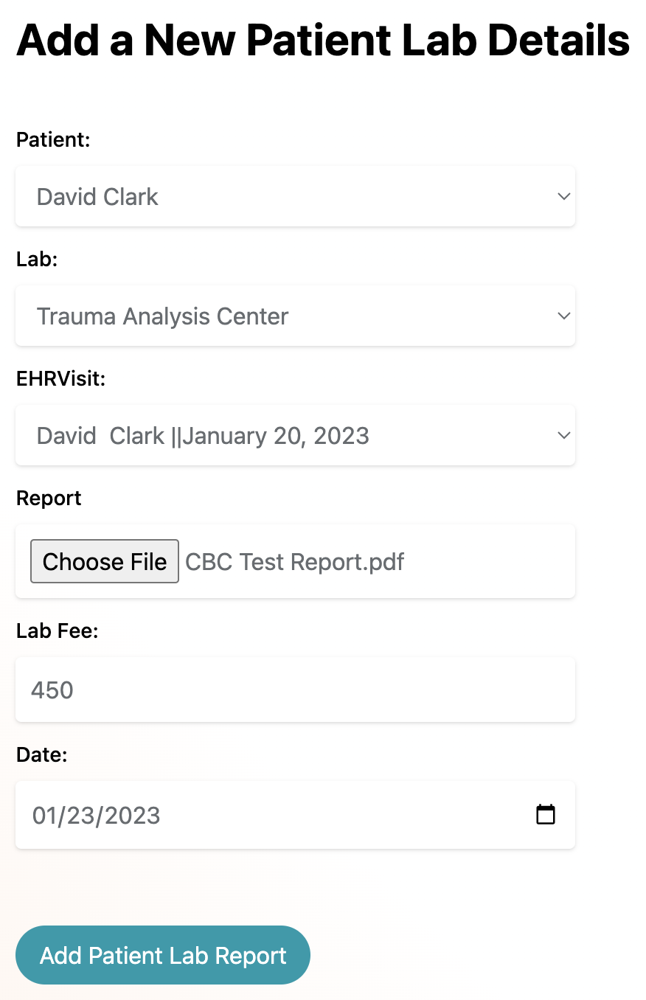 Add a New Patient Lab Details
Patient:
David Clark
Lab:
Trauma Analysis Center
EHRVisit:
David  Clark ||January 20, 2023
Report
Choose File CBC Test Report.pdf
Lab Fee:
450
Date:
01/23/2023
Add Patient Lab Report